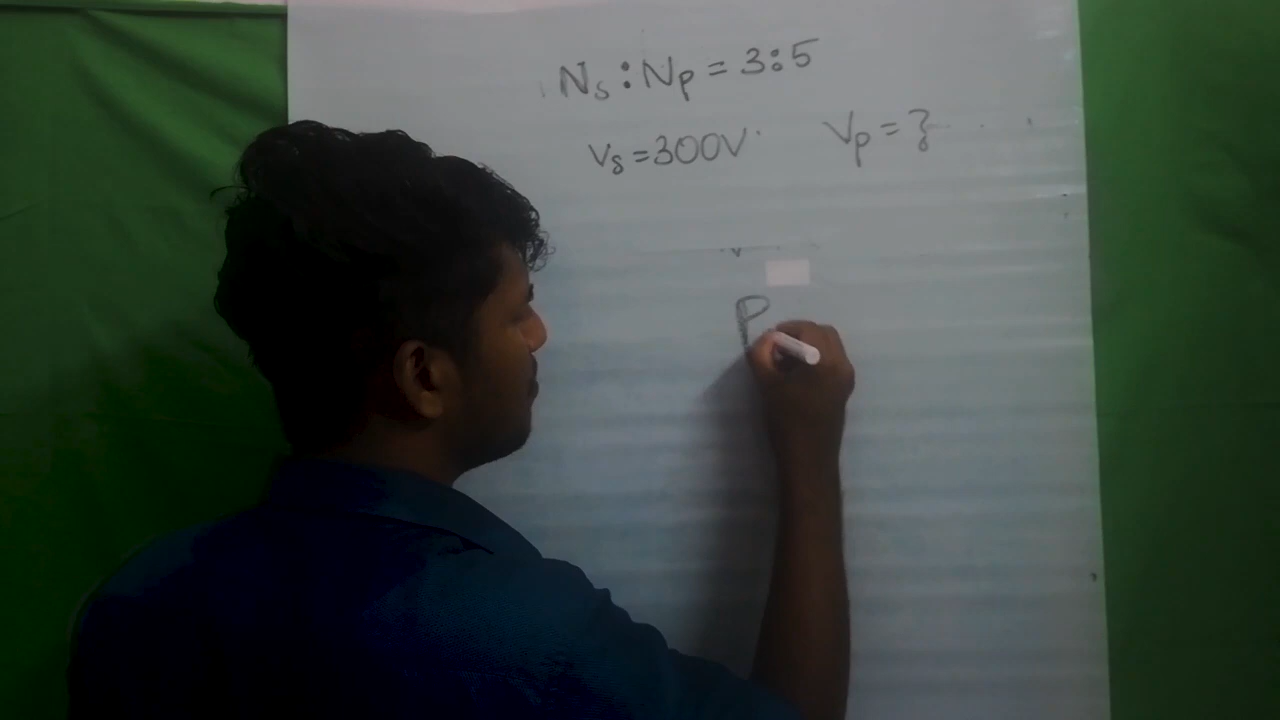 Ns : Np = 3:5
Vs = 300V Vp = ?
P